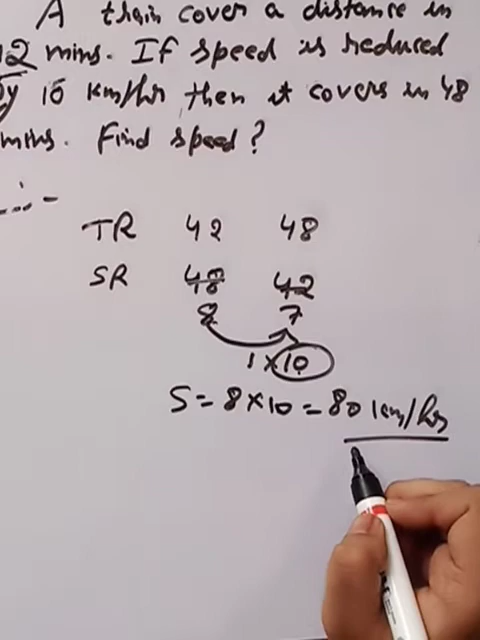 A train cover a distance in
42 mins. If speed is reduced
by 10 km/hr then it covers in 48
mins. Find speed?
TR 42 48
SR 48 42
8 7
1 × 10
S = 8 × 10 = 80 km/hr